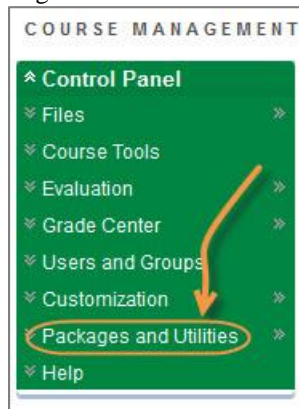 COURSE MANAGEMENT
Control Panel
Files
Course Tools
Evaluation
Grade Center
Users and Groups
Customization
Packages and Utilities
Help